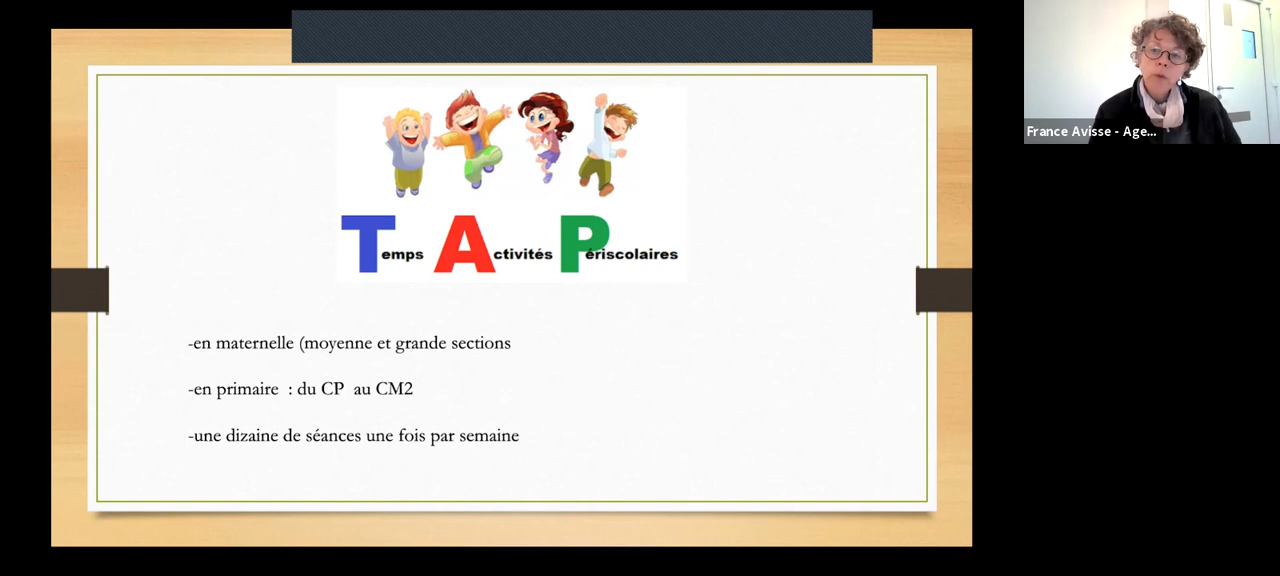 France Avisse - Age...
Temps Activités Périscolaires
-en maternelle (moyenne et grande sections
-en primaire : du CP au CM2
-une dizaine de séances une fois par semaine